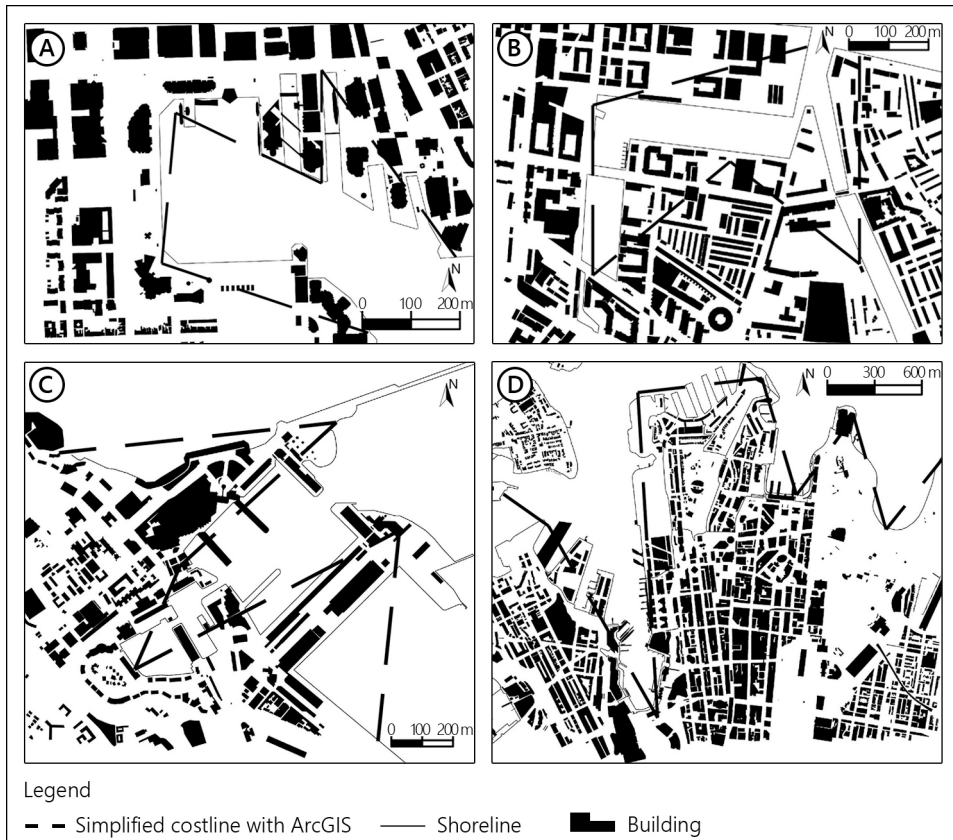 A
N
0 100 200 m
B
N
0 100 200 m
C
N
0 100 200 m
D
N
0 300 600 m
Legend
Simplified costline with ArcGIS
Shoreline
Building